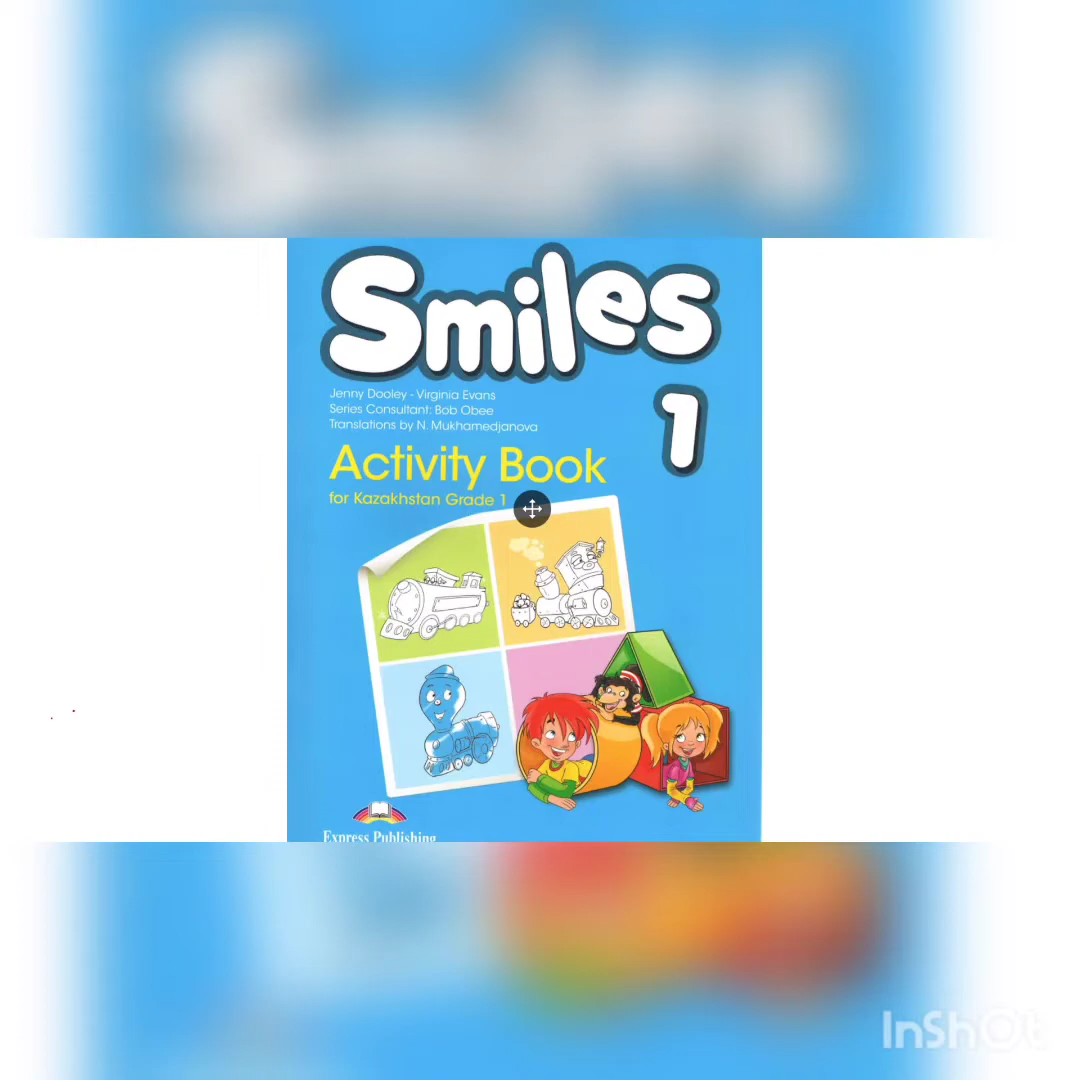 Smiles
1
Jenny Dooley - Virginia Evans
Series Consultant: Bob Obee
Translations by N. Mukhamedjanova
Activity Book
for Kazakhstan Grade 1
Express Publishing
InShOt